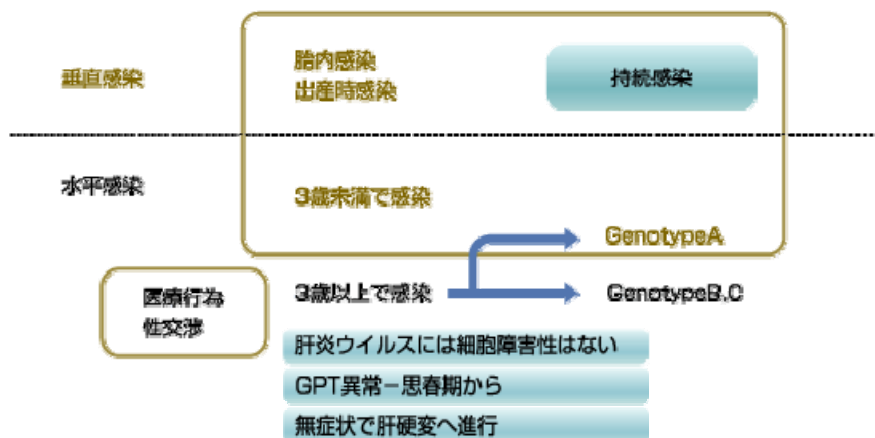 垂直感染
胎内感染
出産時感染
持続感染
水平感染
3歳未満で感染
GenotypeA
医療行為
性交渉
3歳以上で感染
GenotypeB.C
肝炎ウイルスには細胞障害性はない
GPT異常−思春期から
無症状で肝硬変へ進行